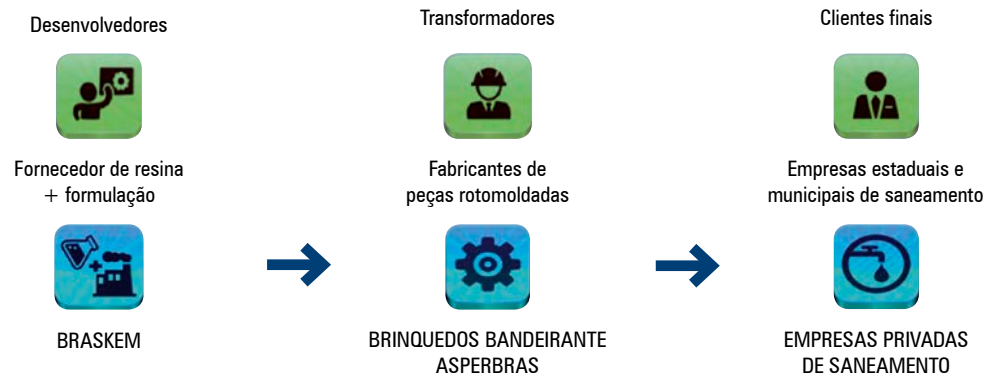 Desenvolvedores
Fornecedor de resina
+ formulação
BRASKEM
Transformadores
Fabricantes de
peças rotomoldadas
BRINQUEDOS BANDEIRANTE
ASPERBRAS
Clientes finais
Empresas estaduais e
municipais de saneamento
EMPRESAS PRIVADAS
DE SANEAMENTO